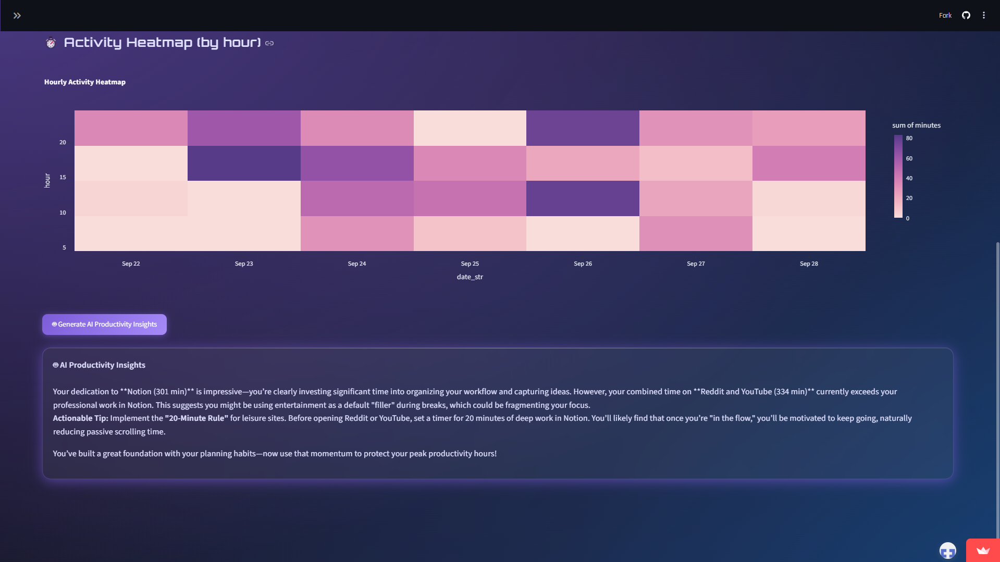 Fork
Activity Heatmap (by hour)
Hourly Activity Heatmap
sum of minutes
80
60
40
20
0
hour
20
15
10
5
Sep 22
Sep 23
Sep 24
Sep 25
Sep 26
Sep 27
Sep 28
date_str
Generate AI Productivity Insights
AI Productivity Insights
Your dedication to **Notion (301 min)** is impressive—you’re clearly investing significant time into organizing your workflow and capturing ideas. However, your combined time on **Reddit and YouTube (334 min)** currently exceeds your
professional work in Notion. This suggests you might be using entertainment as a default "filler" during breaks, which could be fragmenting your focus.
Actionable Tip: Implement the "20-Minute Rule" for leisure sites. Before opening Reddit or YouTube, set a timer for 20 minutes of deep work in Notion. You’ll likely find that once you’re "in the flow," you’ll be motivated to keep going, naturally
reducing passive scrolling time.
You’ve built a great foundation with your planning habits—now use that momentum to protect your peak productivity hours!